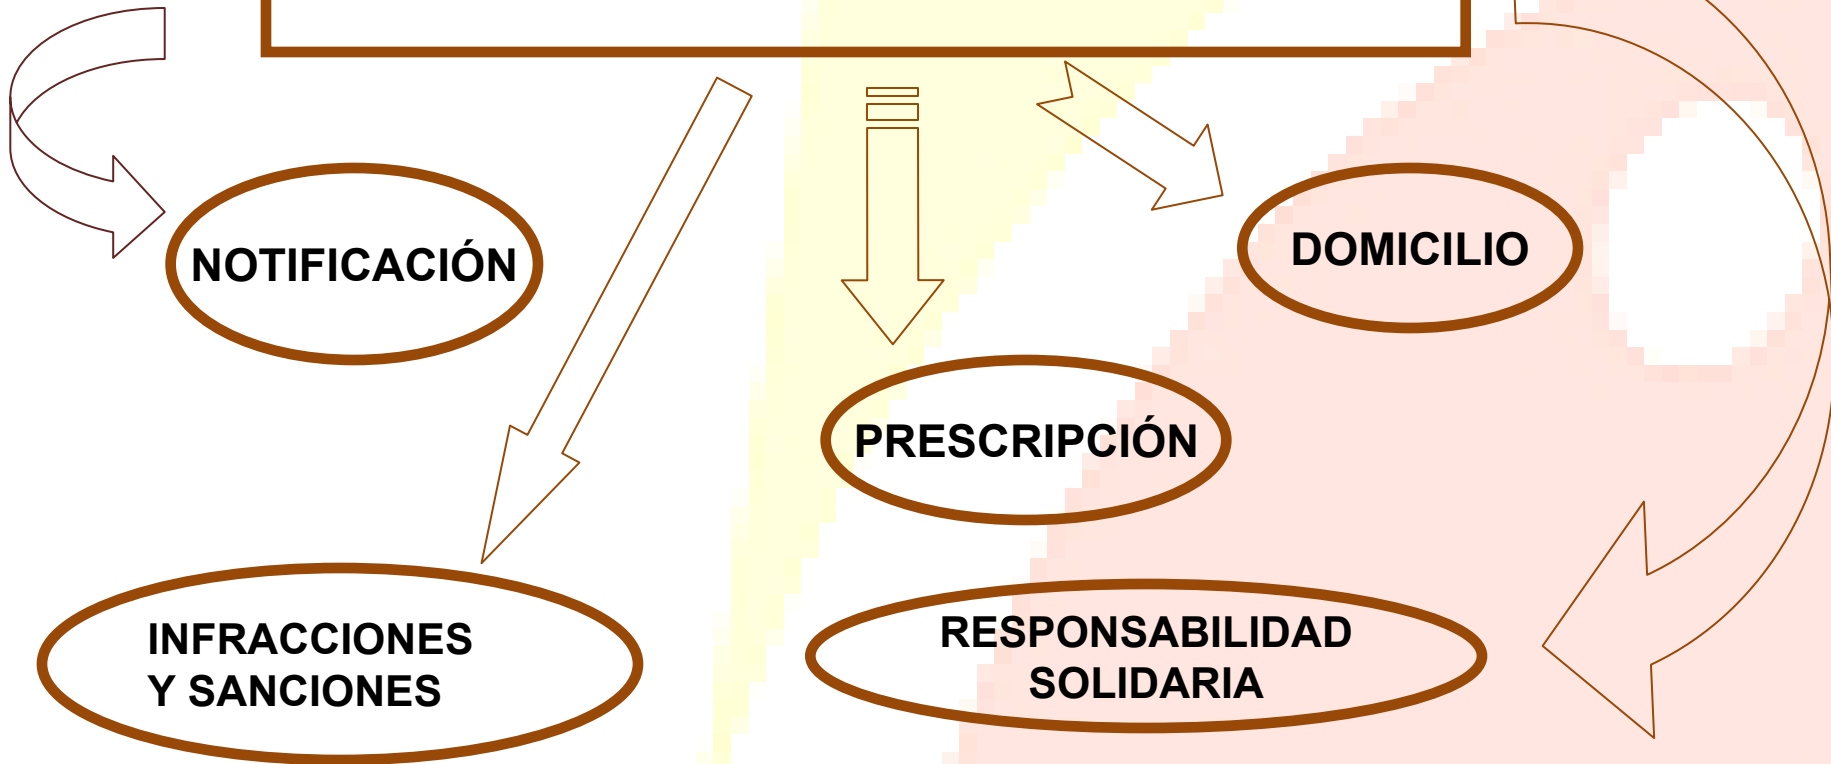 NOTIFICACIÓN
DOMICILIO
PRESCRIPCIÓN
INFRACCIONES
Y SANCIONES
RESPONSABILIDAD
SOLIDARIA